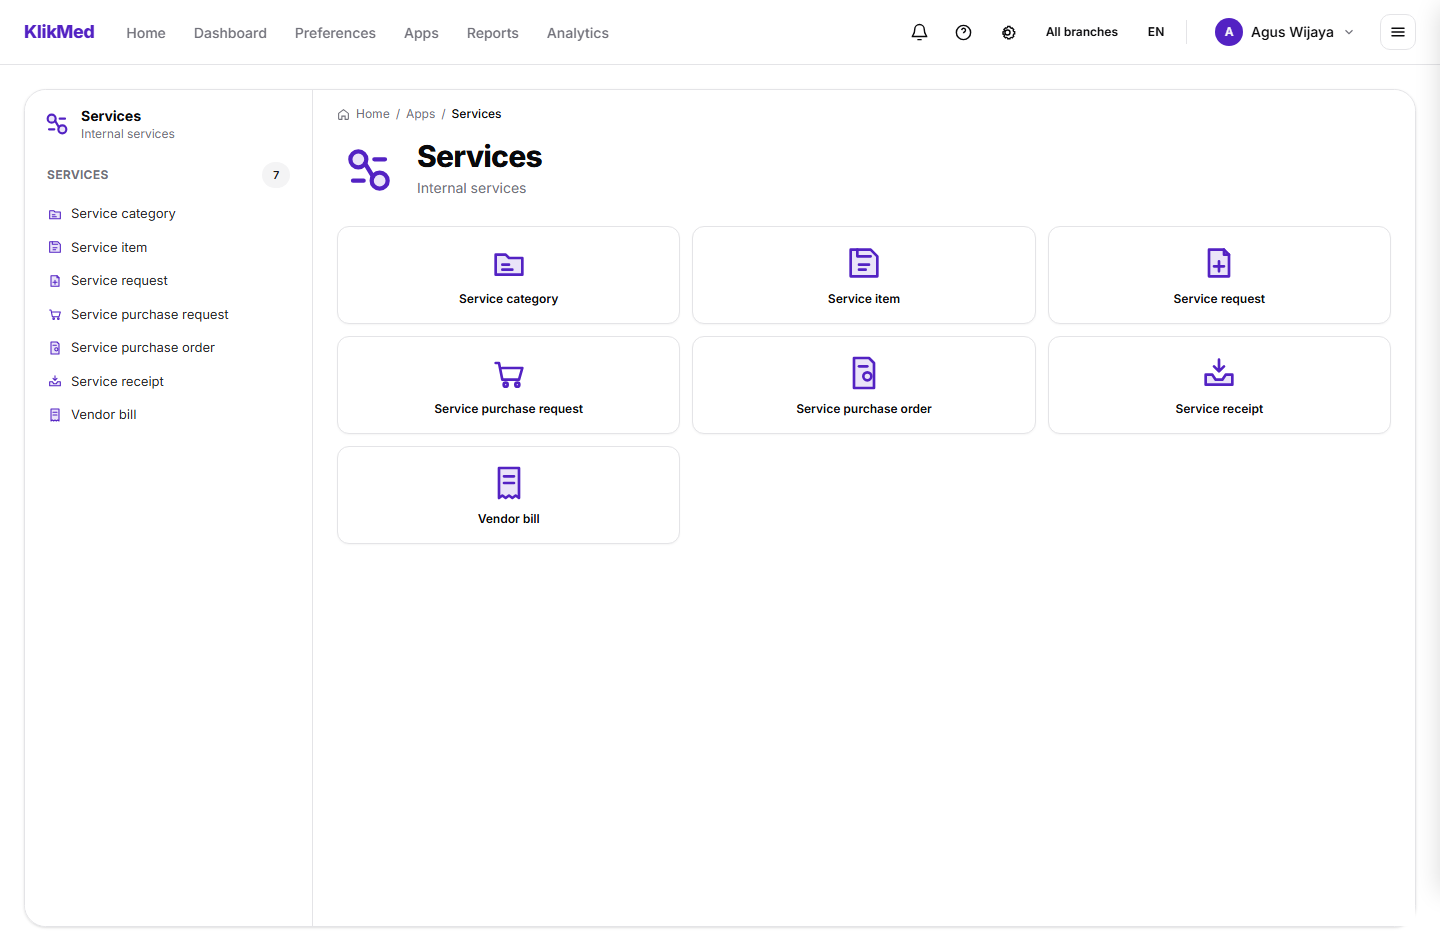 KlikMed
Home
Dashboard
Preferences
Apps
Reports
Analytics
All branches
EN
A
Agus Wijaya
Services
Internal services
SERVICES
7
Service category
Service item
Service request
Service purchase request
Service purchase order
Service receipt
Vendor bill
Home / Apps / Services
Services
Internal services
Service category
Service item
Service request
Service purchase request
Service purchase order
Service receipt
Vendor bill